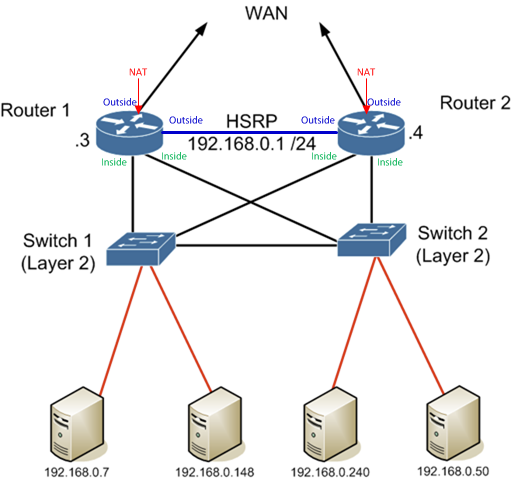 WAN
NAT
NAT
Outside
Outside
Router 1
Router 2
Outside
HSRP
Outside
.3
192.168.0.1 /24
.4
Inside
Inside
Inside
Inside
Switch 1
(Layer 2)
Switch 2
(Layer 2)
192.168.0.7
192.168.0.148
192.168.0.240
192.168.0.50